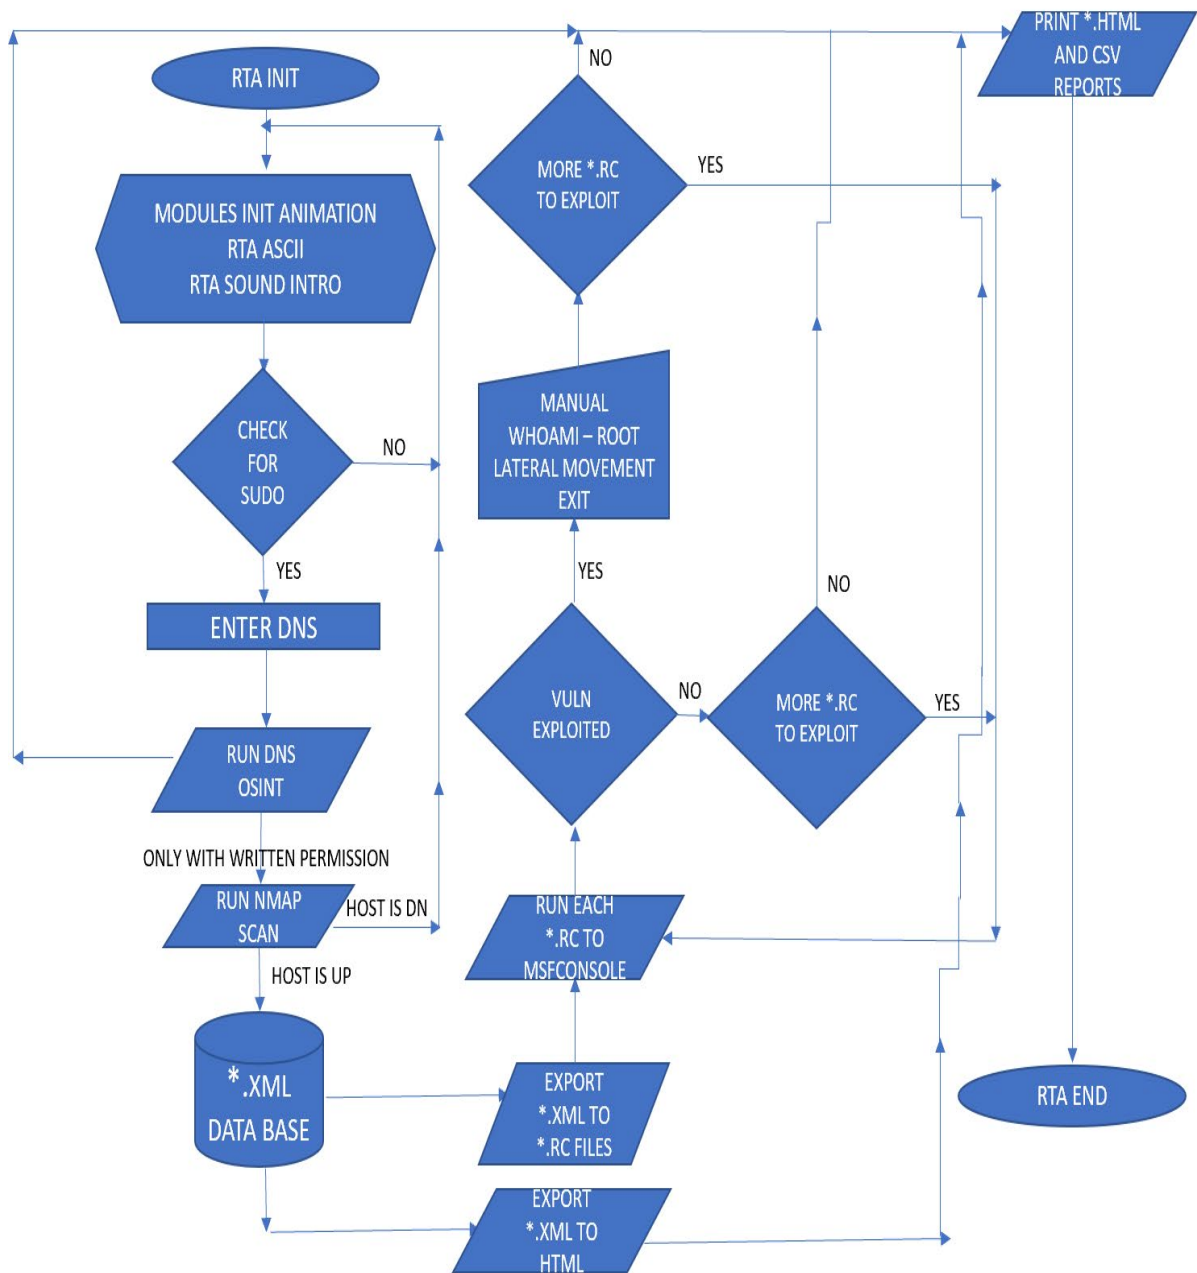 RTA INIT
MODULES INIT ANIMATION
RTA ASCII
RTA SOUND INTRO
CHECK
FOR
SUDO
NO
YES
ENTER DNS
RUN DNS
OSINT
ONLY WITH WRITTEN PERMISSION
RUN NMAP
SCAN
HOST IS DN
HOST IS UP
*.XML
DATA BASE
EXPORT
*.XML TO
*.RC FILES
EXPORT
*.XML TO
HTML
RUN EACH
*.RC TO
MSFCONSOLE
VULN
EXPLOITED
YES
NO
MANUAL
WHOAMI – ROOT
LATERAL MOVEMENT
EXIT
MORE *.RC
TO EXPLOIT
NO
YES
MORE *.RC
TO EXPLOIT
NO
YES
PRINT *.HTML
AND CSV
REPORTS
RTA END